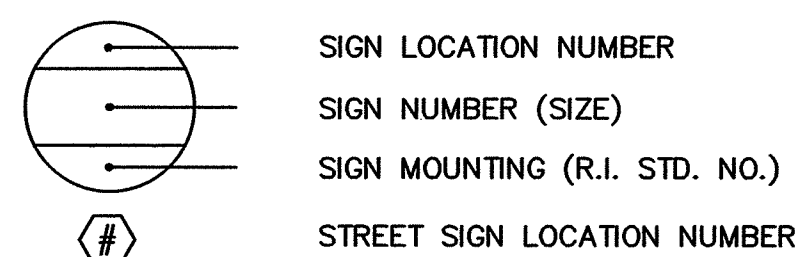 SIGN LOCATION NUMBER
SIGN NUMBER (SIZE)
SIGN MOUNTING (R.I. STD. NO.)
# STREET SIGN LOCATION NUMBER